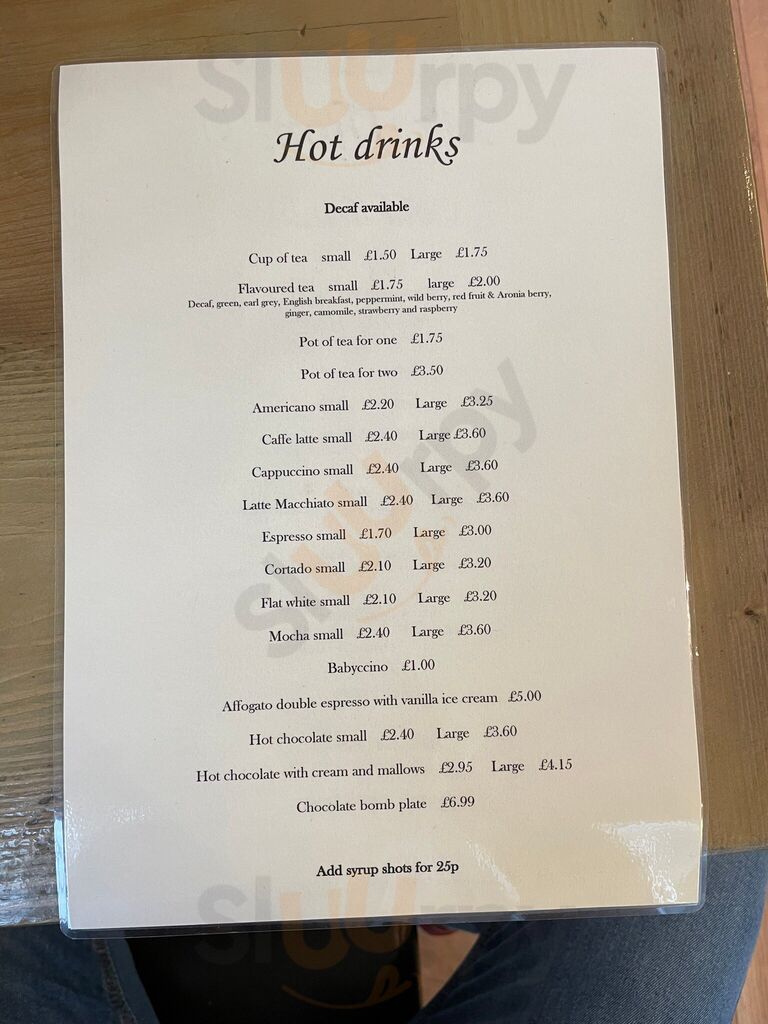 Sluurpy
Hot drinks
Decaf available
Cup of tea small £1.50 Large £1.75
Flavoured tea small £1.75 large £2.00
Decaf, green, earl grey, English breakfast, peppermint, wild berry, red fruit & Aronia berry,
ginger, camomile, strawberry and raspberry
Pot of tea for one £1.75
Pot of tea for two £3.50
Americano small £2.20 Large £3.25
Caffe latte small £2.40 Large £3.60
Cappuccino small £2.40 Large £3.60
Latte Macchiato small £2.40 Large £3.60
Espresso small £1.70 Large £3.00
Cortado small £2.10 Large £3.20
Flat white small £2.10 Large £3.20
Sluurpy
Mocha small £2.40 Large £3.60
Babyccino £1.00
Affogato double espresso with vanilla ice cream £5.00
Hot chocolate small £2.40 Large £3.60
Hot chocolate with cream and mallows £2.95 Large £4.15
Chocolate bomb plate £6.99
Add syrup shots for 25p
Sluurpy